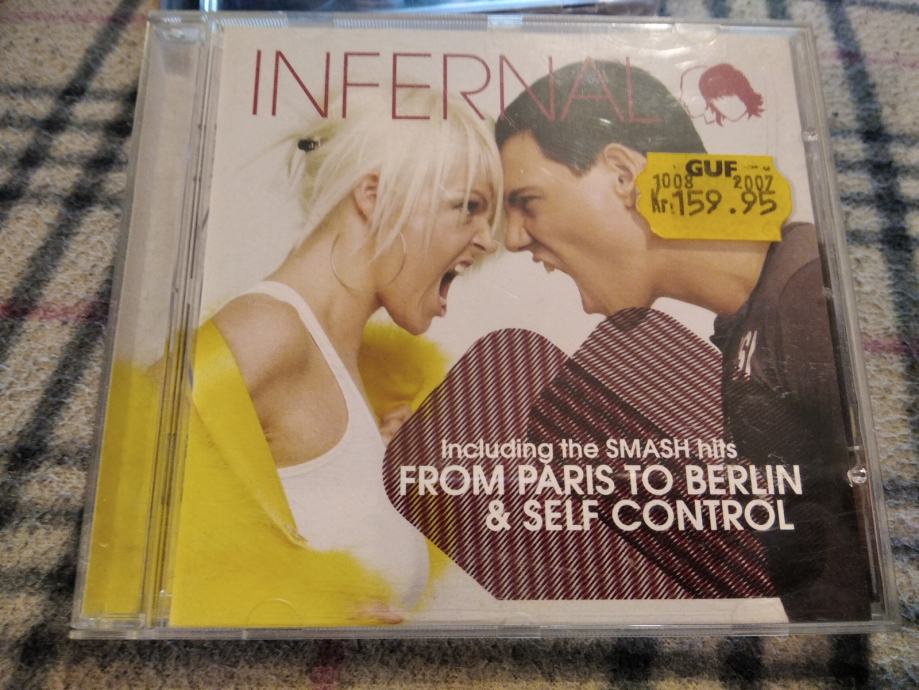 INFERNAL
GUF
1008 2007
Kr.159.95
Including the SMASH hits
FROM PARIS TO BERLIN
& SELF CONTROL